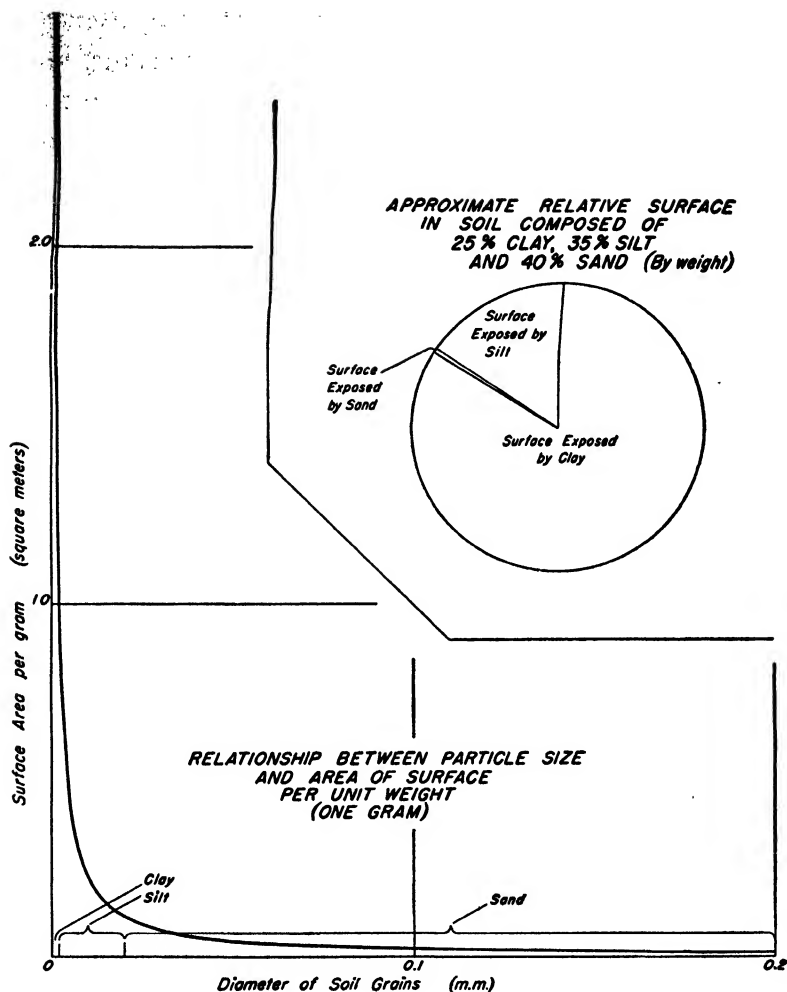 APPROXIMATE RELATIVE SURFACE
IN SOIL COMPOSED OF
25% CLAY, 35% SILT
AND 40% SAND (By weight)
Surface
Exposed by
Silt
Surface
Exposed
by Sand
Surface Exposed
by Clay
2.0
1.0
Surface Area per gram (square meters)
RELATIONSHIP BETWEEN PARTICLE SIZE
AND AREA OF SURFACE
PER UNIT WEIGHT
(ONE GRAM)
Clay
Silt
Sand
0
0.1
0.2
Diameter of Soil Grains (m.m.)